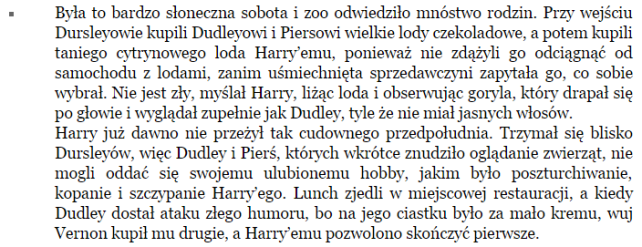 ▪ Była to bardzo słoneczna sobota i zoo odwiedziło mnóstwo rodzin. Przy wejściu
Dursleyowie kupili Dudleyowi i Piersowi wielkie lody czekoladowe, a potem kupili
taniego cytrynowego loda Harry’emu, ponieważ nie zdążyli go odciągnąć od
samochodu z lodami, zanim uśmiechnięta sprzedawczyni zapytała go, co sobie
wybrał. Nie jest zły, myślał Harry, liżąc loda i obserwując goryla, który drapał się
po głowie i wyglądał zupełnie jak Dudley, tyle że nie miał jasnych włosów.
Harry już dawno nie przeżył tak cudownego przedpołudnia. Trzymał się blisko
Dursleyów, więc Dudley i Pierś, których wkrótce znudziło oglądanie zwierząt, nie
mogli oddać się swojemu ulubionemu hobby, jakim było poszturchiwanie,
kopanie i szczypanie Harry’ego. Lunch zjedli w miejscowej restauracji, a kiedy
Dudley dostał ataku złego humoru, bo na jego ciastku było za mało kremu, wuj
Vernon kupił mu drugie, a Harry’emu pozwolono skończyć pierwsze.